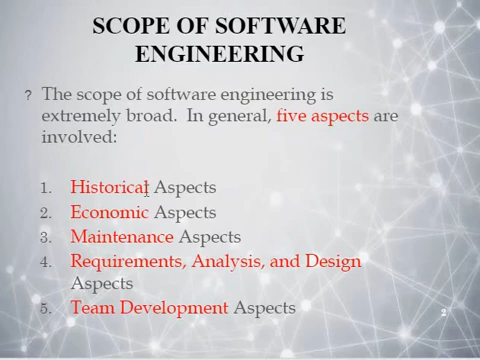 SCOPE OF SOFTWARE
ENGINEERING
? The scope of software engineering is
extremely broad. In general, five aspects are
involved:
1. Historical Aspects
2. Economic Aspects
3. Maintenance Aspects
4. Requirements, Analysis, and Design
Aspects
5. Team Development Aspects
2